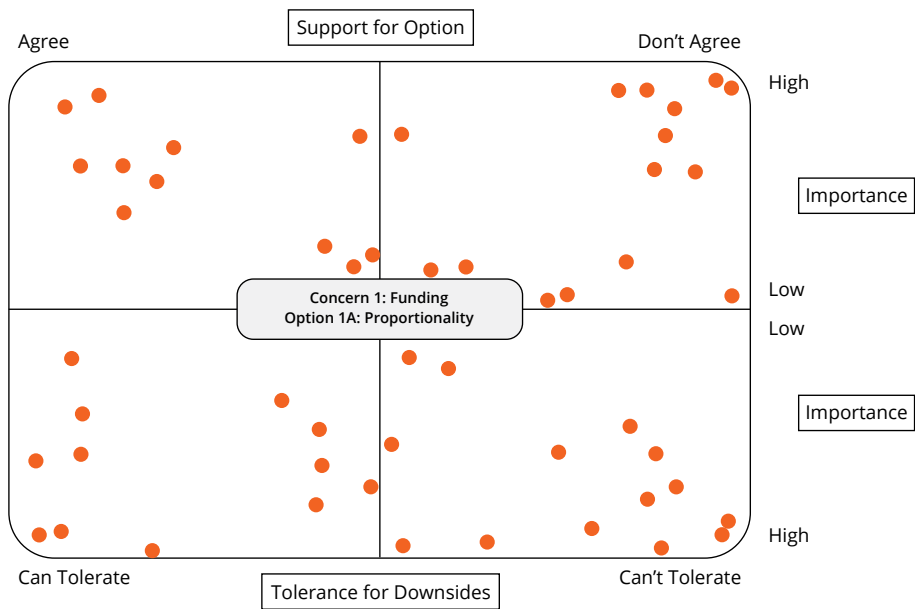 Support for Option
Agree
Don’t Agree
High
Importance
Low
Concern 1: Funding
Option 1A: Proportionality
Low
Importance
High
Can Tolerate
Can’t Tolerate
Tolerance for Downsides